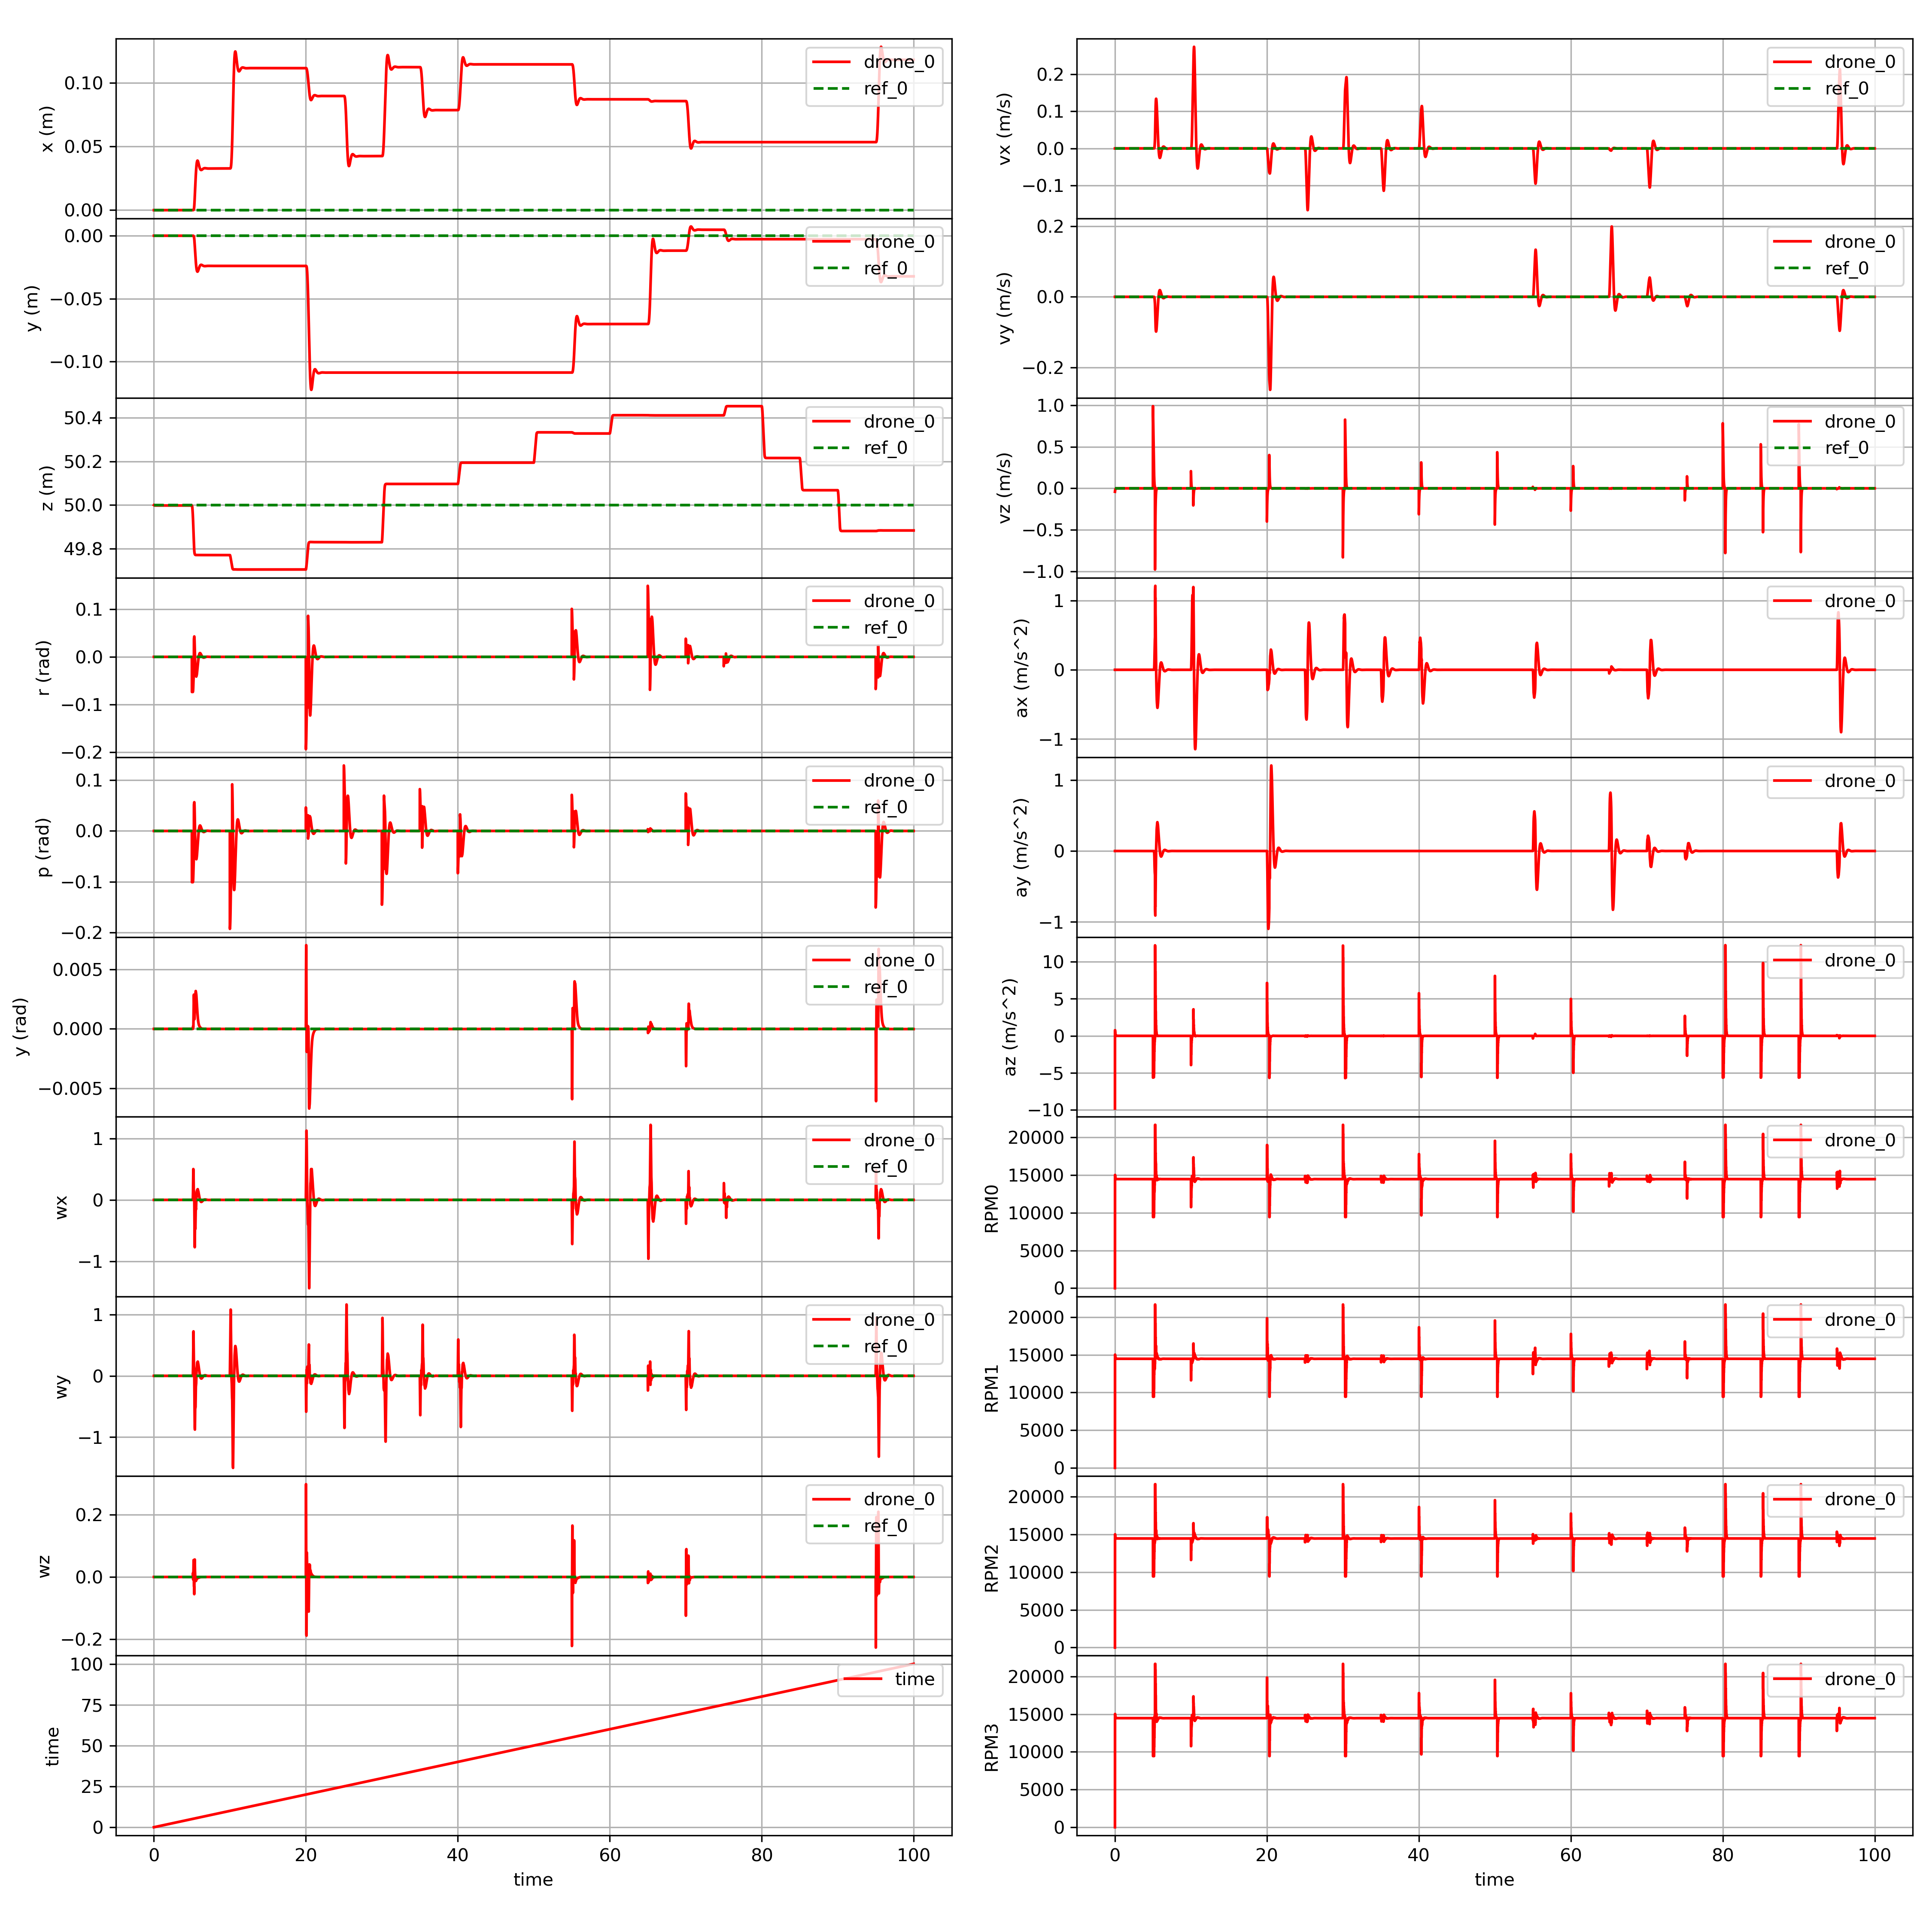 0.10
0.05
0.00
x (m)
drone_0
ref_0
0.00
−0.05
−0.10
y (m)
drone_0
ref_0
50.4
50.2
50.0
49.8
z (m)
drone_0
ref_0
0.1
0.0
−0.1
−0.2
r (rad)
drone_0
ref_0
0.1
0.0
−0.1
−0.2
p (rad)
drone_0
ref_0
0.005
0.000
−0.005
y (rad)
drone_0
ref_0
1
0
−1
wx
drone_0
ref_0
1
0
−1
wy
drone_0
ref_0
0.2
0.0
−0.2
wz
drone_0
ref_0
100
75
50
25
0
time
time
0 20 40 60 80 100
time
0.2
0.1
0.0
−0.1
vx (m/s)
drone_0
ref_0
0.2
0.0
−0.2
vy (m/s)
drone_0
ref_0
1.0
0.5
0.0
−0.5
−1.0
vz (m/s)
drone_0
ref_0
1
0
−1
ax (m/s^2)
drone_0
1
0
−1
ay (m/s^2)
drone_0
10
5
0
−5
−10
az (m/s^2)
drone_0
20000
15000
10000
5000
0
RPM0
drone_0
20000
15000
10000
5000
0
RPM1
drone_0
20000
15000
10000
5000
0
RPM2
drone_0
20000
15000
10000
5000
0
RPM3
drone_0
0 20 40 60 80 100
time